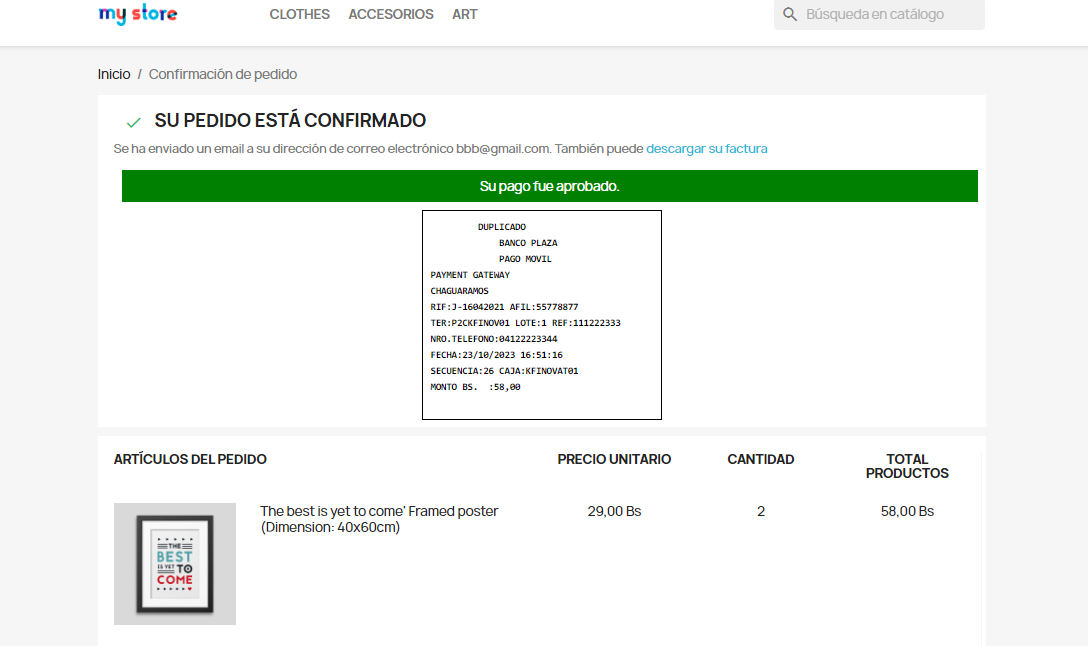 my store
CLOTHES ACCESORIOS ART
Búsqueda en catálogo
Inicio / Confirmación de pedido
SU PEDIDO ESTÁ CONFIRMADO
Se ha enviado un email a su dirección de correo electrónico bbb@gmail.com. También puede descargar su factura
Su pago fue aprobado.
DUPLICADO
BANCO PLAZA
PAGO MOVIL
PAYMENT GATEWAY
CHAGUARAMOS
RIF:J-16042021 AFIL:55778877
TER:P2CKFINOV01 LOTE:1 REF:111222333
NRO.TELEFONO:04122223344
FECHA:23/10/2023 16:51:16
SECUENCIA:26 CAJA:KFINOVAT01
MONTO BS. :58,00
ARTÍCULOS DEL PEDIDO PRECIO UNITARIO CANTIDAD TOTAL
PRODUCTOS
The best is yet to come' Framed poster 29,00 Bs 2 58,00 Bs
(Dimension: 40x60cm)
THE
BEST
IS YET TO
COME